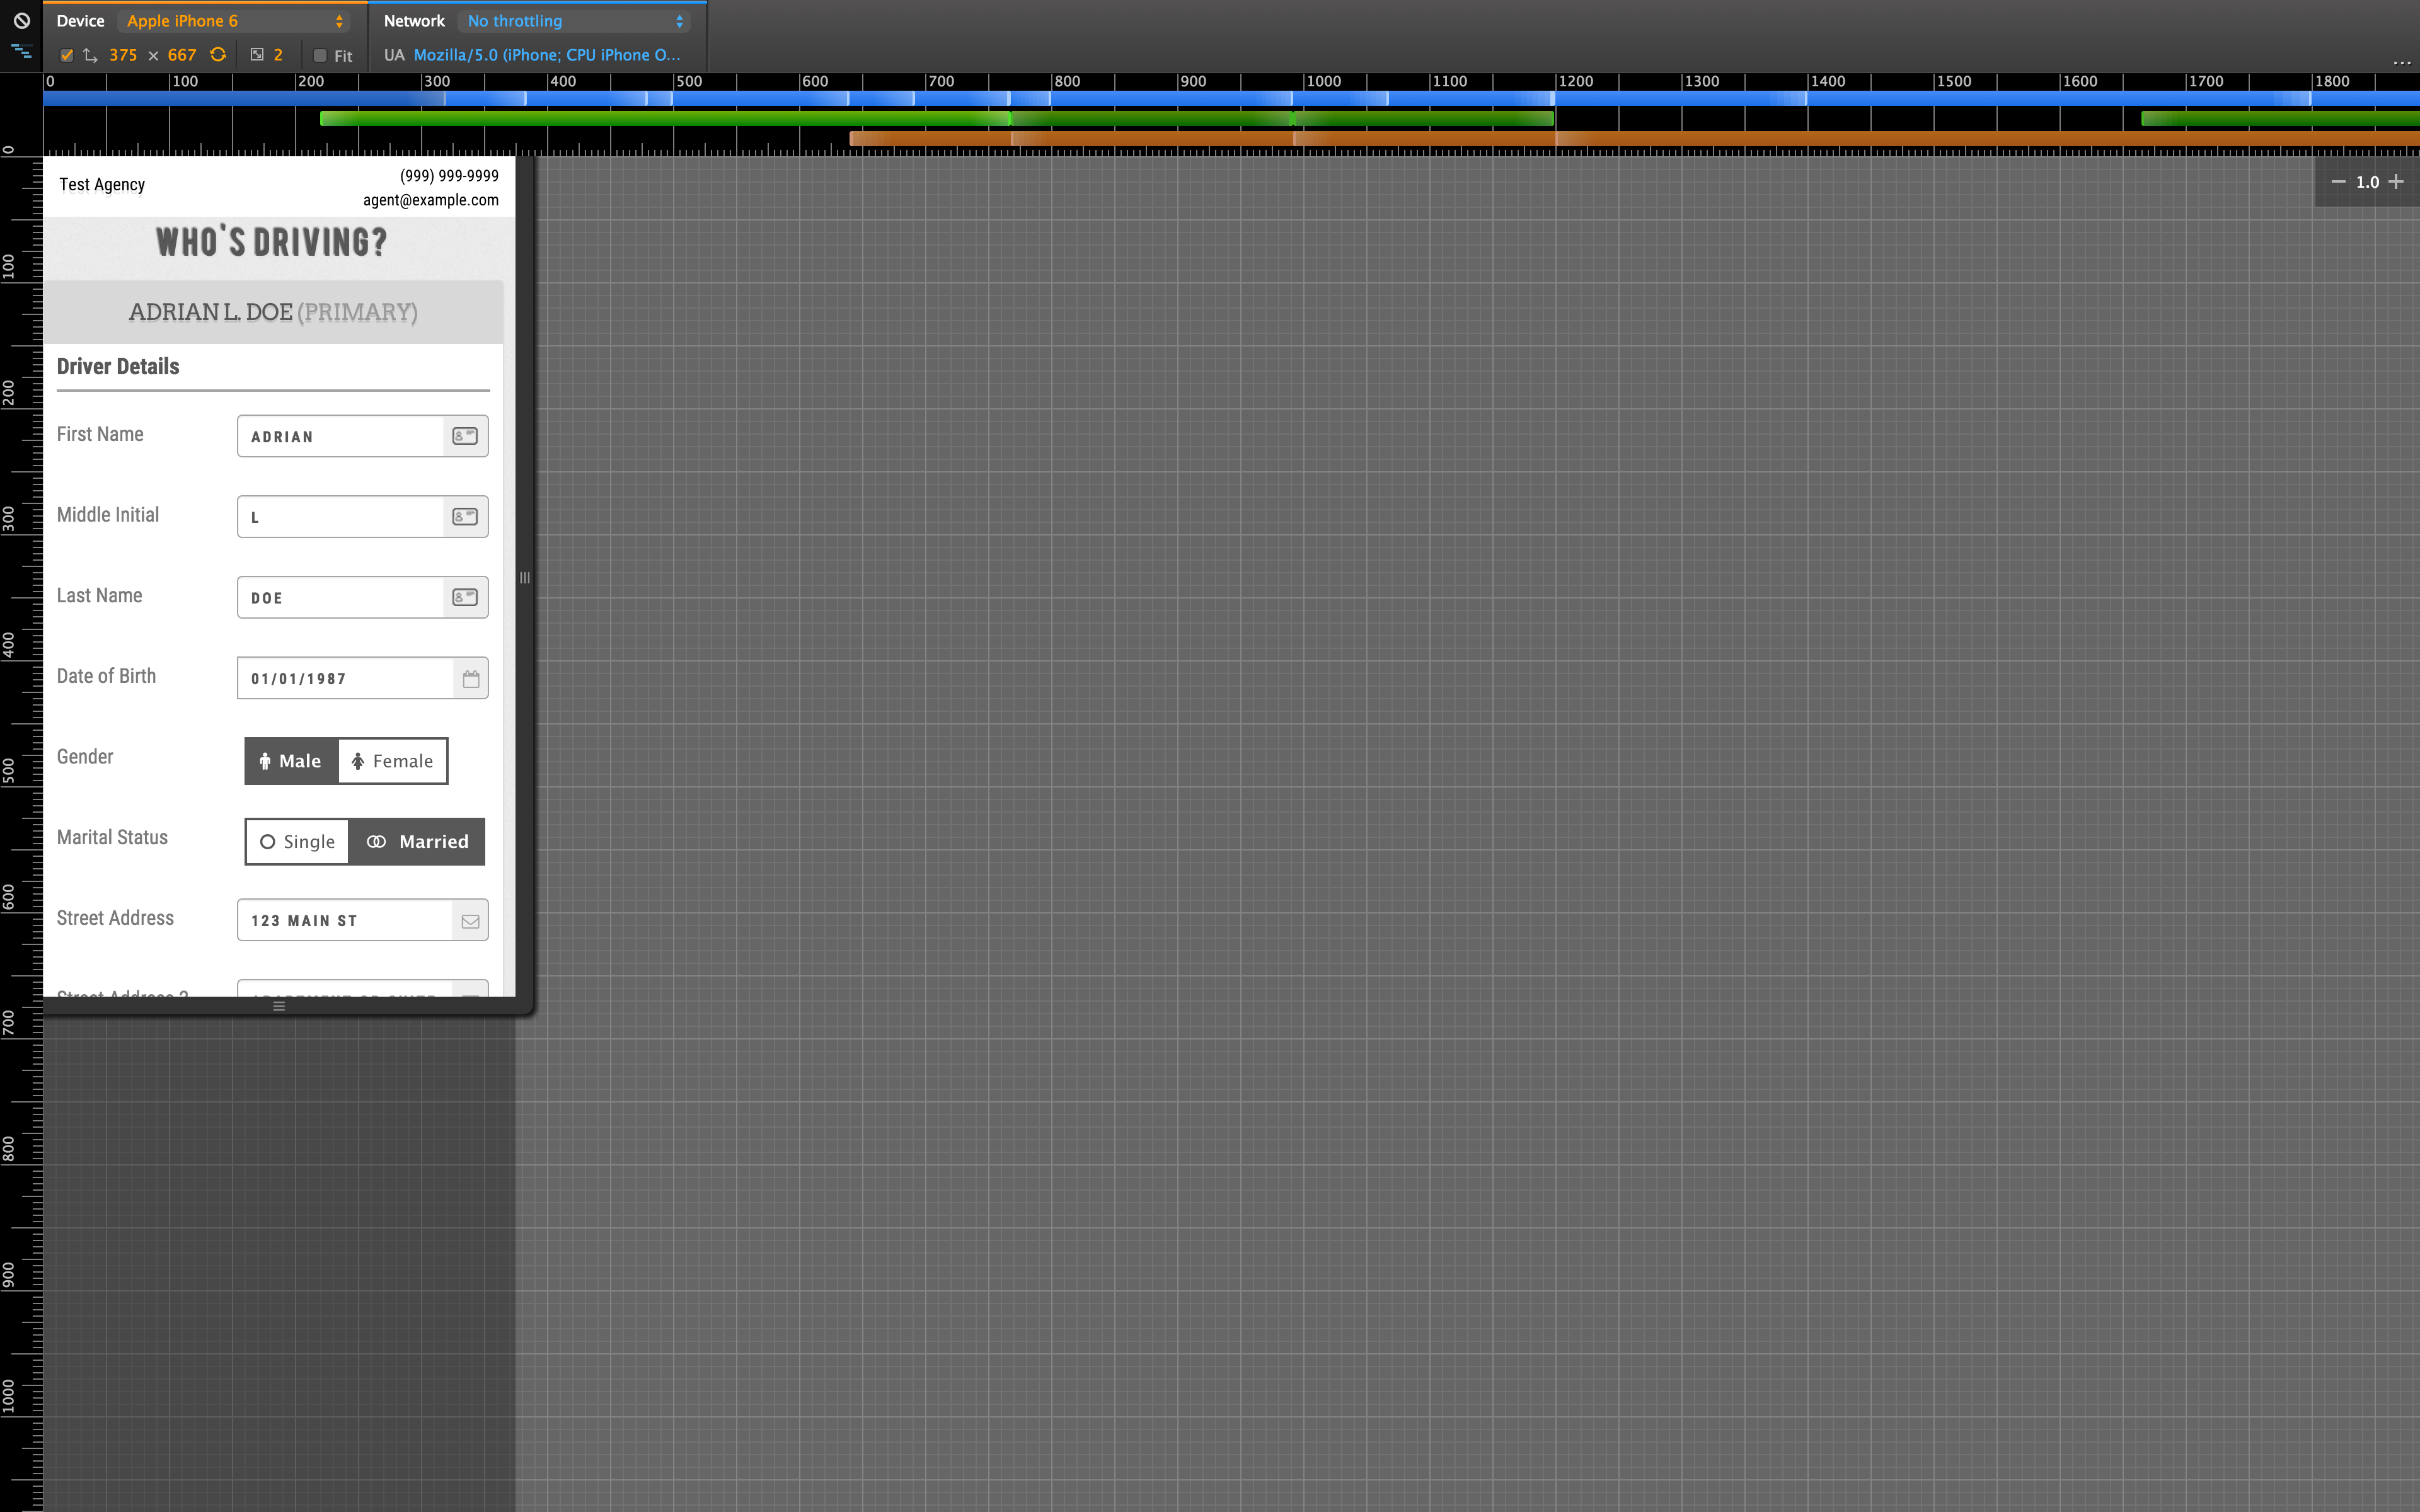 Device Apple iPhone 6 Network No throttling
375 × 667 2 Fit UA Mozilla/5.0 (iPhone; CPU iPhone O...
...
0 100 200 300 400 500 600 700 800 900 1000 1100 1200 1300 1400 1500 1600 1700 1800
0
100
200
300
400
500
600
700
800
900
1000
− 1.0 +
Test Agency
(999) 999-9999
agent@example.com
WHO'S DRIVING?
ADRIAN L. DOE (PRIMARY)
Driver Details
First Name ADRIAN
Middle Initial L
Last Name DOE
Date of Birth 01/01/1987
Gender Male Female
Marital Status Single Married
Street Address 123 MAIN ST
Street Address 2